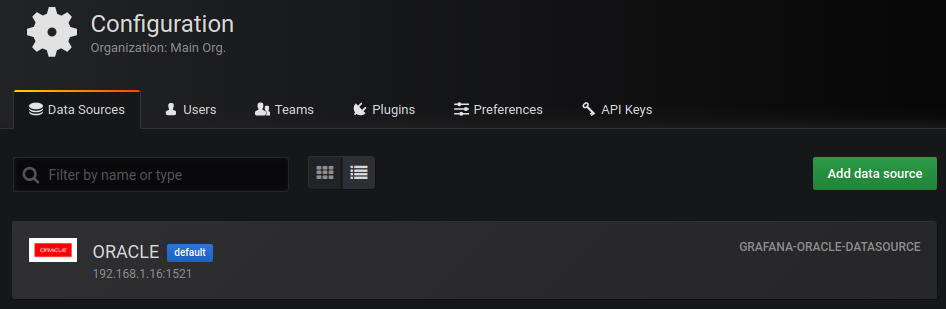 Configuration
Organization: Main Org.
Data Sources
Users
Teams
Plugins
Preferences
API Keys
Filter by name or type
Add data source
ORACLE
ORACLE default
GRAFANA-ORACLE-DATASOURCE
192.168.1.16:1521